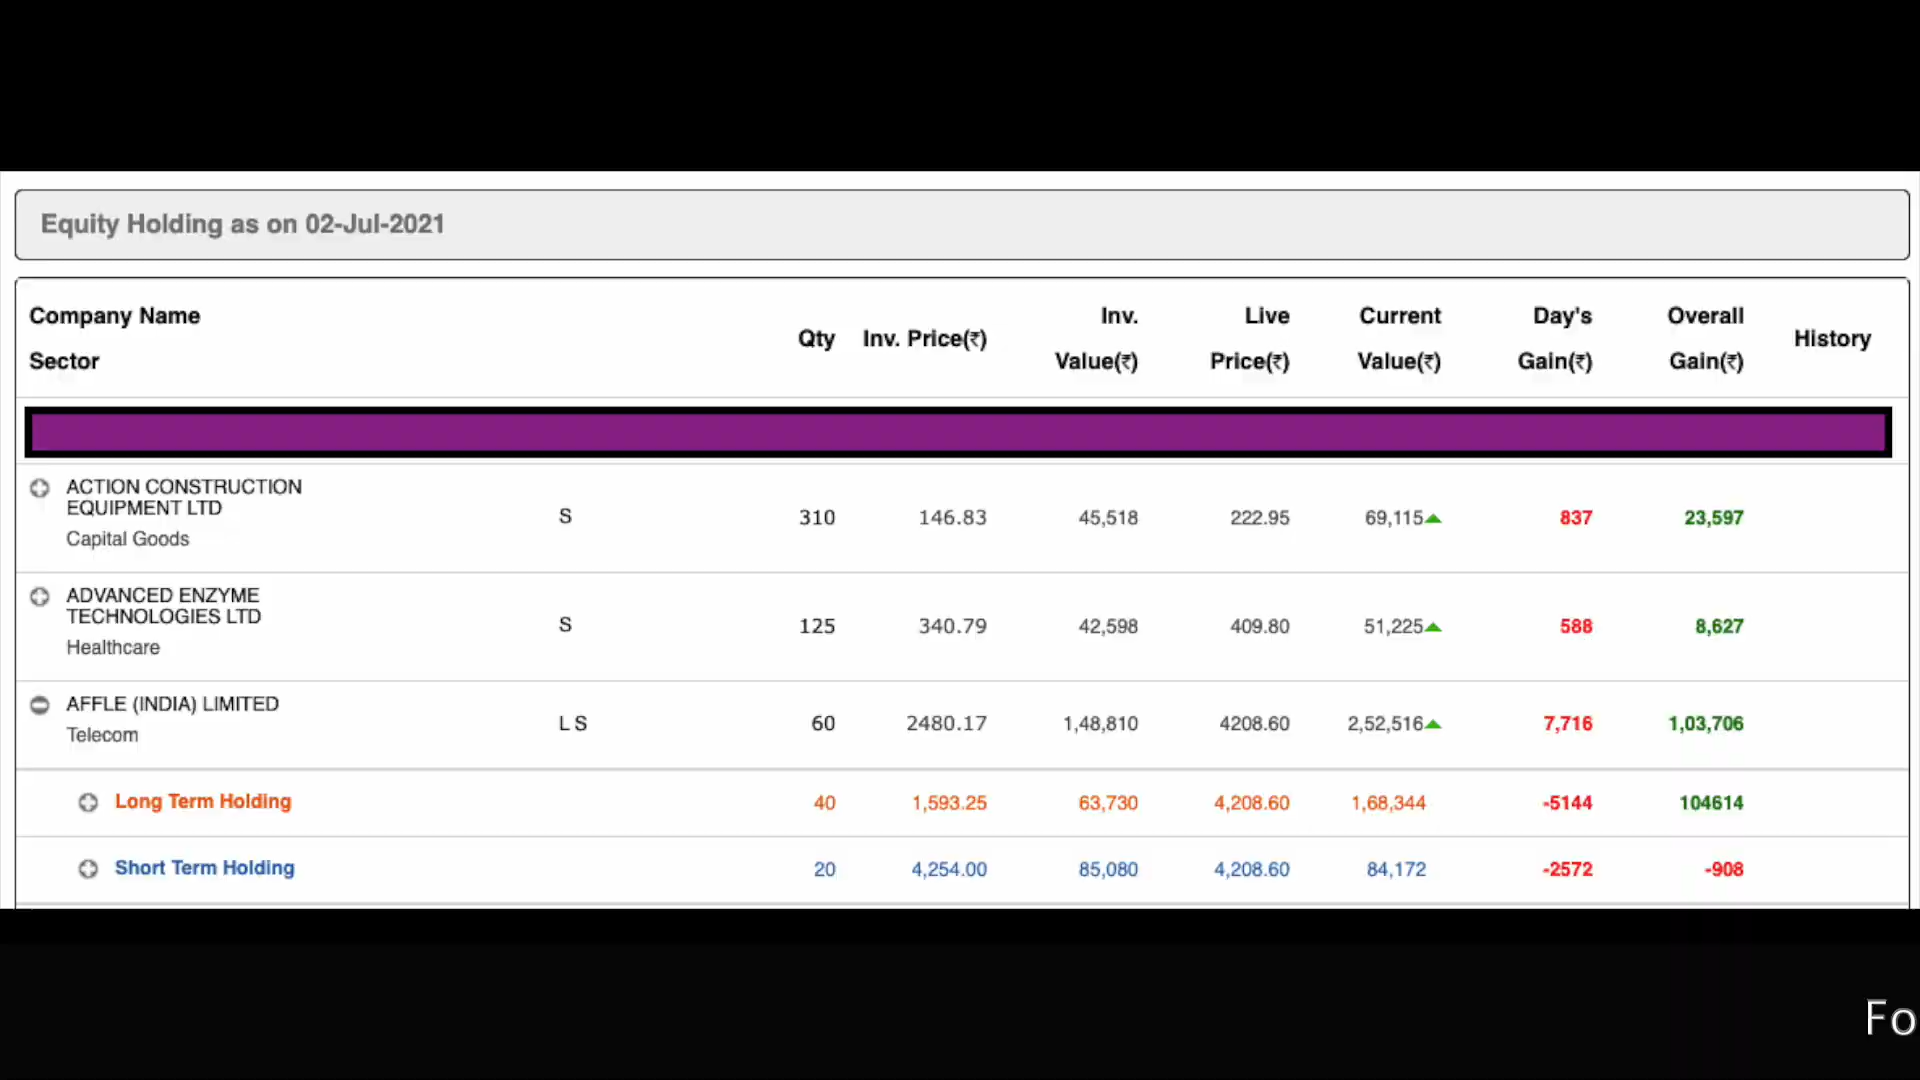 Equity Holding as on 02-Jul-2021
Company Name
Sector
Qty
Inv. Price(₹)
Inv.
Value(₹)
Live
Price(₹)
Current
Value(₹)
Day's
Gain(₹)
Overall
Gain(₹)
History
ACTION CONSTRUCTION
EQUIPMENT LTD
Capital Goods
S 310 146.83 45,518 222.95 69,115 837 23,597
ADVANCED ENZYME
TECHNOLOGIES LTD
Healthcare
S 125 340.79 42,598 409.80 51,225 588 8,627
AFFLE (INDIA) LIMITED
Telecom
L S 60 2480.17 1,48,810 4208.60 2,52,516 7,716 1,03,706
Long Term Holding 40 1,593.25 63,730 4,208.60 1,68,344 -5144 104614
Short Term Holding 20 4,254.00 85,080 4,208.60 84,172 -2572 -908
Fo